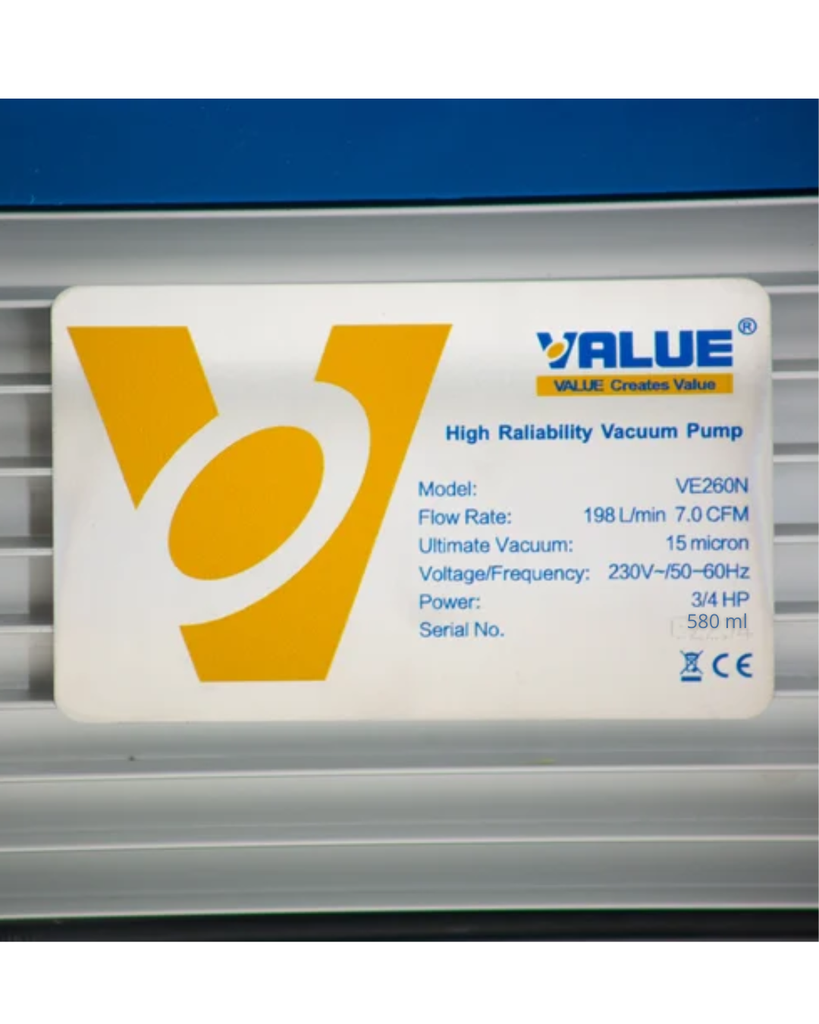 VALUE®
VALUE Creates Value
High Raliability Vacuum Pump
Model: VE260N
Flow Rate: 198 L/min 7.0 CFM
Ultimate Vacuum: 15 micron
Voltage/Frequency: 230V~/50-60Hz
Power: 3/4 HP
Serial No. 580 ml
CE